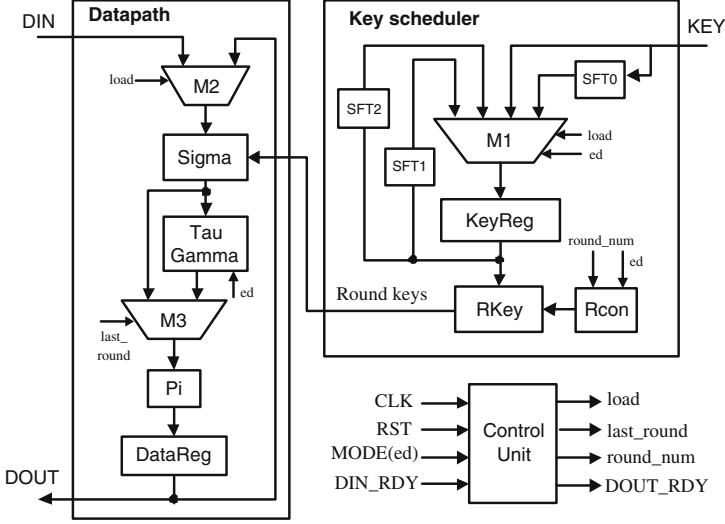 Datapath
DIN
load
M2
Sigma
Tau
Gamma
ed
M3
last_
round
Pi
DataReg
DOUT
Key scheduler
KEY
SFT0
SFT2
SFT1
M1
load
ed
KeyReg
round_num
ed
Round keys
RKey
Rcon
CLK
RST
MODE(ed)
DIN_RDY
Control
Unit
load
last_round
round_num
DOUT_RDY